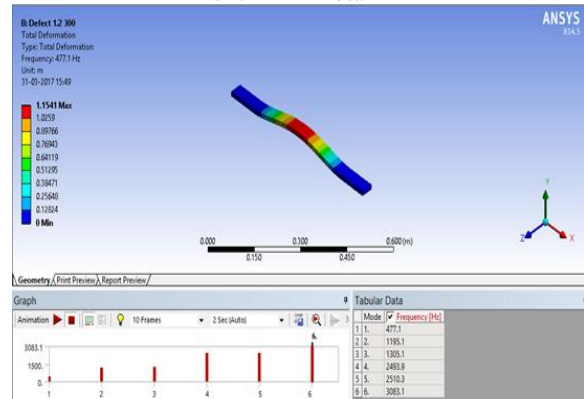 B: Defect 1.2 300
Total Deformation
Type: Total Deformation
Frequency: 477.1 Hz
Unit: m
31-03-2017 15:49
1.1541 Max
1.0259
0.89766
0.76943
0.64119
0.51295
0.38471
0.25648
0.12824
0 Min
ANSYS
R14.5
Y
Z
X
0.000 0.300 0.600 (m)
0.150 0.450
Geometry / Print Preview / Report Preview
Graph
Animation 10 Frames 2 Sec (Auto)
6.
3083.1
1500.
0.
1 2 3 4 5 6
Tabular Data
Mode Frequency [Hz]
1 1. 477.1
2 2. 1195.1
3 3. 1305.1
4 4. 2493.9
5 5. 2510.3
6 6. 3083.1